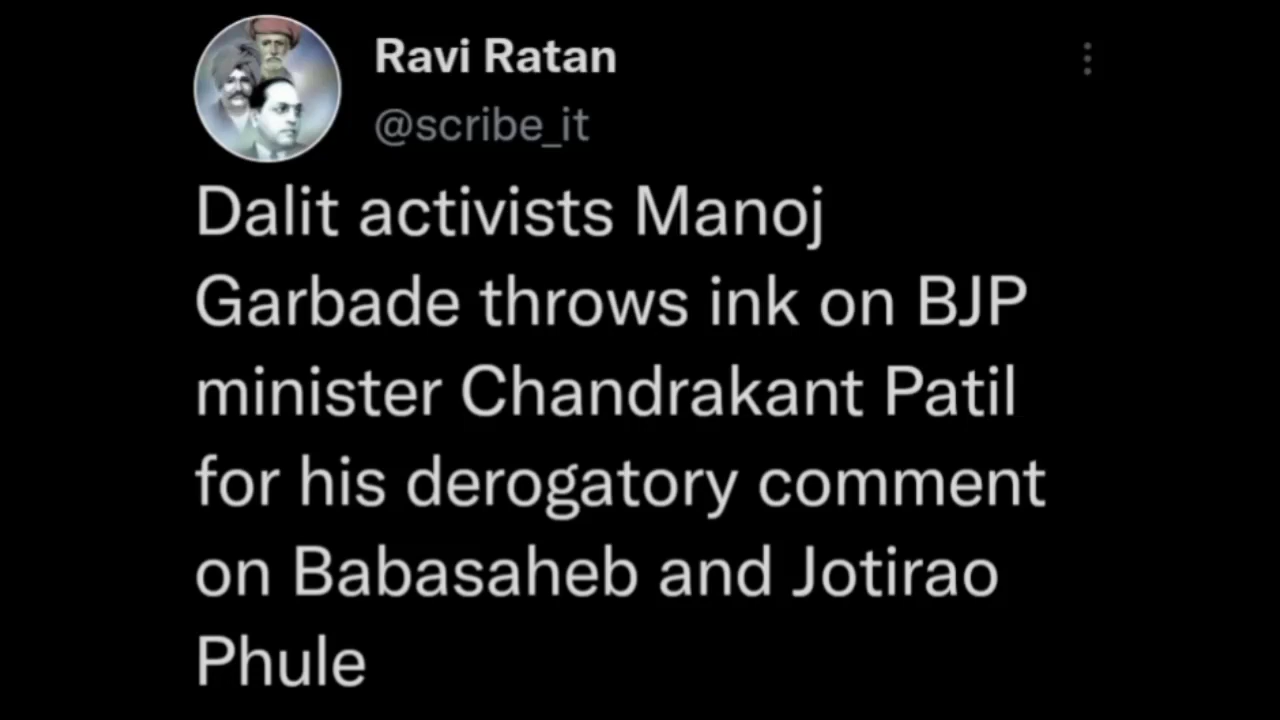 Ravi Ratan
@scribe_it
Dalit activists Manoj
Garbade throws ink on BJP
minister Chandrakant Patil
for his derogatory comment
on Babasaheb and Jotirao
Phule